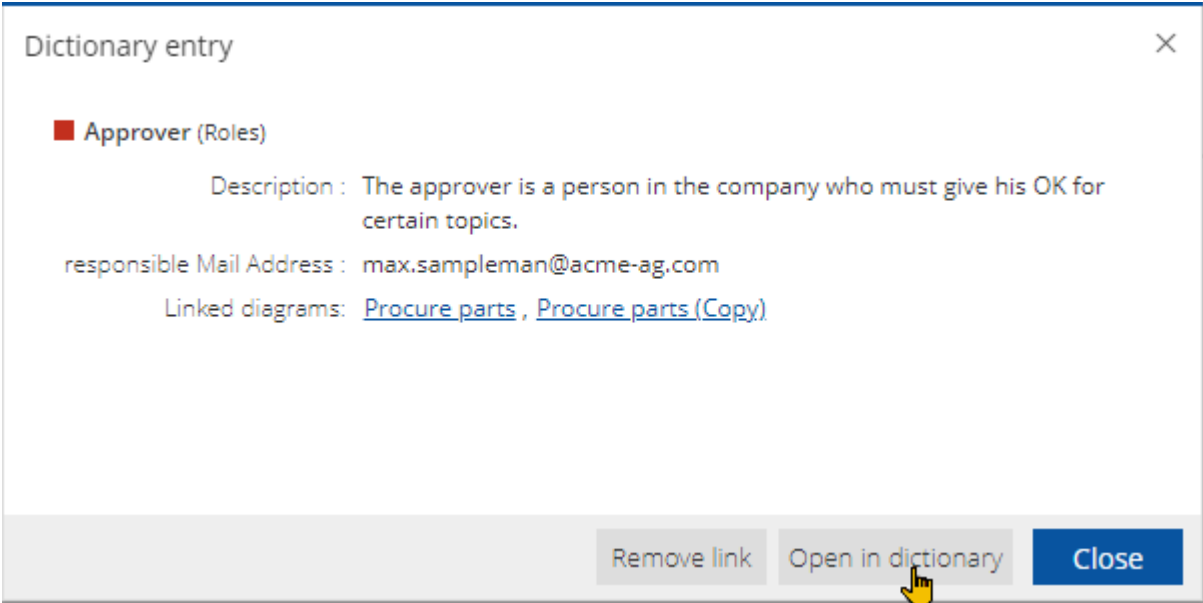 Dictionary entry
Approver (Roles)
Description : The approver is a person in the company who must give his OK for
certain topics.
responsible Mail Address : max.sampleman@acme-ag.com
Linked diagrams: Procure parts , Procure parts (Copy)
Remove link Open in dictionary Close